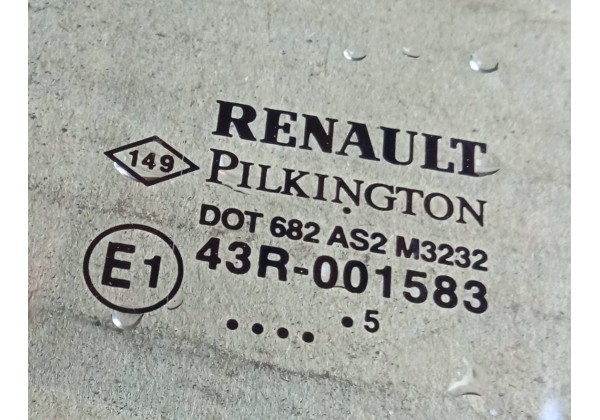 RENAULT
149
PILKINGTON
DOT 682 AS2 M3232
E1
43R-001583
•••• •5